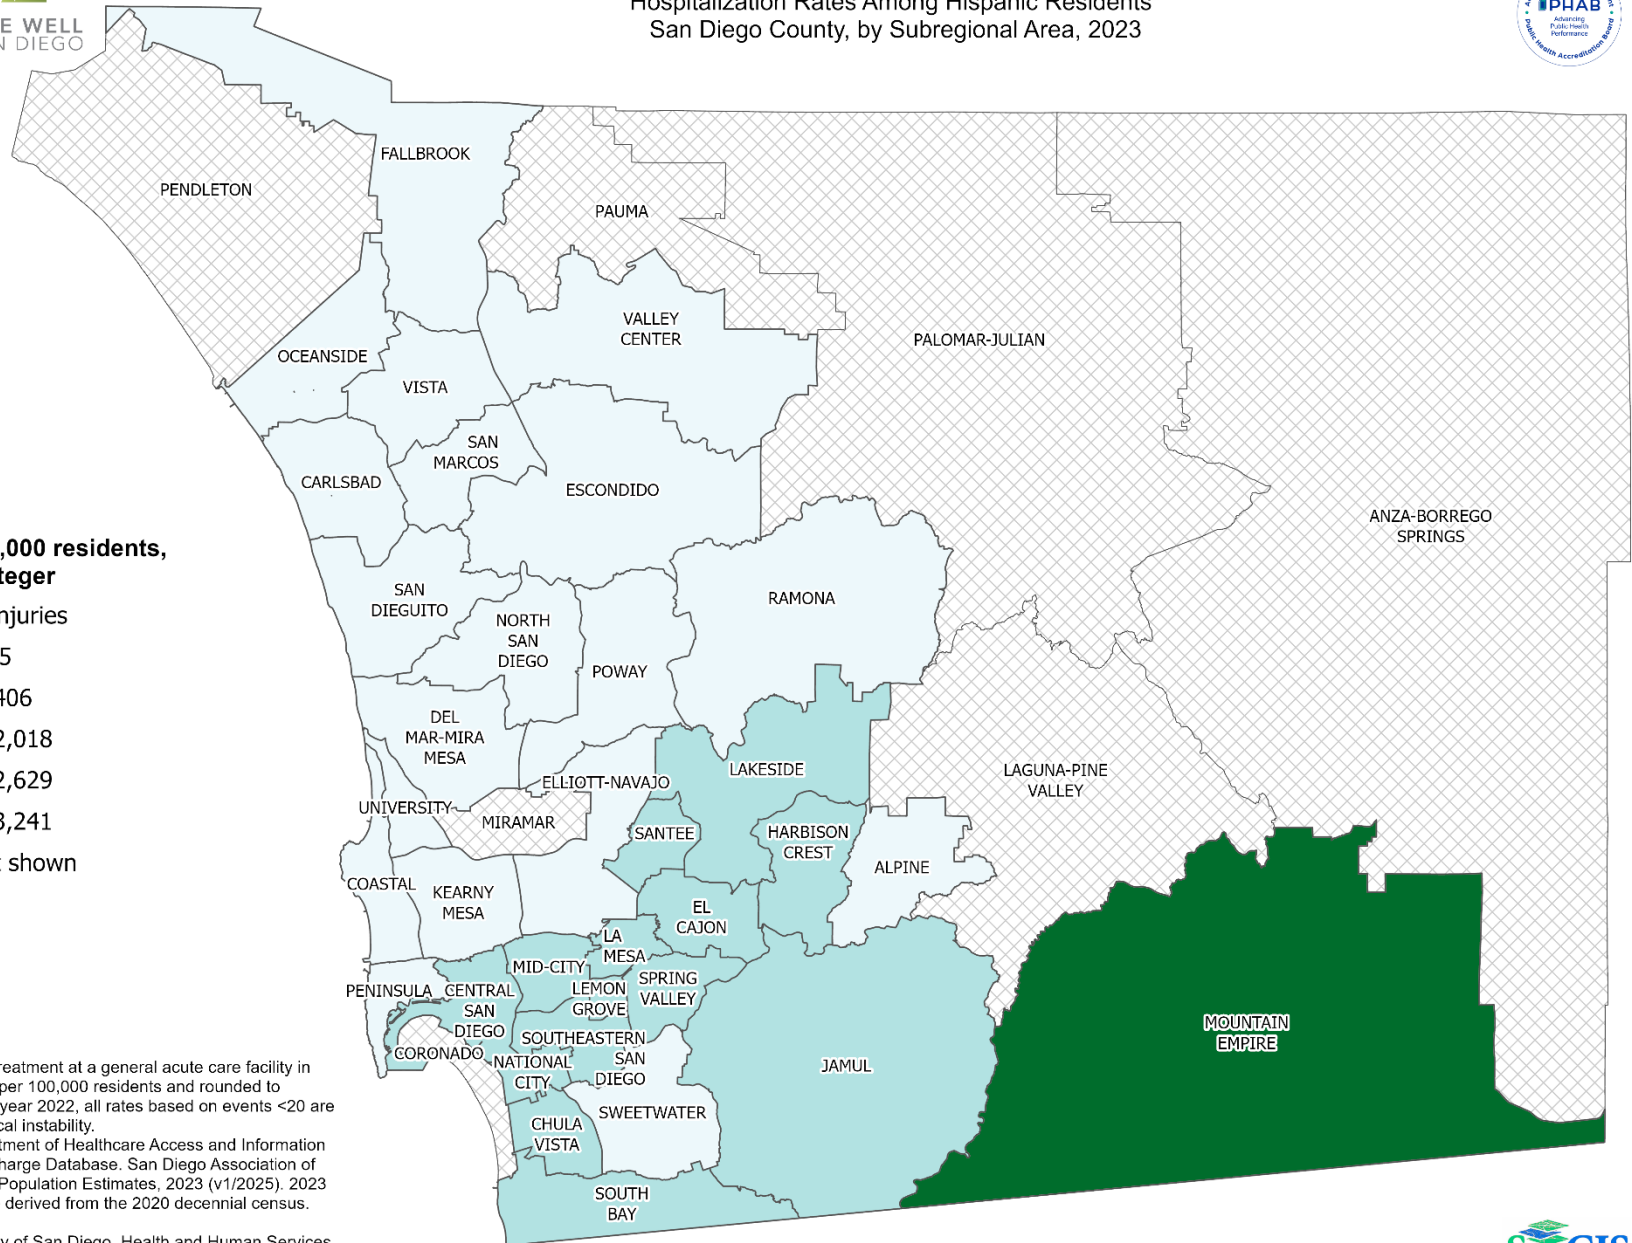 E WELL
N DIEGO
Hospitalization Rates Among Hispanic Residents
San Diego County, by Subregional Area, 2023
PHAB
Advancing
Public Health
Performance
Public Health Accreditation Board
FALLBROOK
PENDLETON
PAUMA
VALLEY
CENTER
PALOMAR-JULIAN
OCEANSIDE
VISTA
SAN
MARCOS
CARLSBAD
ESCONDIDO
ANZA-BORREGO
SPRINGS
,000 residents,
teger
njuries
5
406
2,018
2,629
3,241
t shown
SAN
DIEGUITO
RAMONA
NORTH
SAN
DIEGO
POWAY
DEL
MAR-MIRA
MESA
LAKESIDE
LAGUNA-PINE
VALLEY
ELLIOTT-NAVAJO
UNIVERSITY
MIRAMAR
SANTEE
HARBISON
CREST
ALPINE
COASTAL
KEARNY
MESA
EL
CAJON
LA
MESA
MID-CITY
SPRING
VALLEY
LEMON
GROVE
PENINSULA
CENTRAL
SAN
DIEGO
MOUNTAIN
EMPIRE
SOUTHEASTERN
SAN
DIEGO
CORONADO
NATIONAL
CITY
JAMUL
SWEETWATER
CHULA
VISTA
SOUTH
BAY
reatment at a general acute care facility in
per 100,000 residents and rounded to
year 2022, all rates based on events <20 are
cal instability.
tment of Healthcare Access and Information
harge Database. San Diego Association of
Population Estimates, 2023 (v1/2025). 2023
derived from the 2020 decennial census.
y of San Diego, Health and Human Services